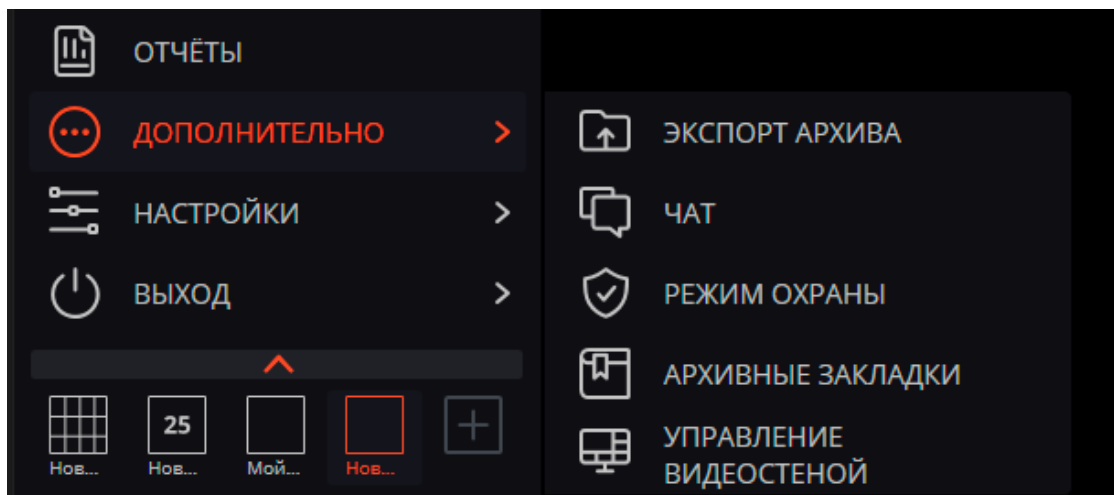 ОТЧЁТЫ
ДОПОЛНИТЕЛЬНО
НАСТРОЙКИ
ВЫХОД
25
Нов...
Нов...
Мой...
Нов...
ЭКСПОРТ АРХИВА
ЧАТ
РЕЖИМ ОХРАНЫ
АРХИВНЫЕ ЗАКЛАДКИ
УПРАВЛЕНИЕ
ВИДЕОСТЕНОЙ